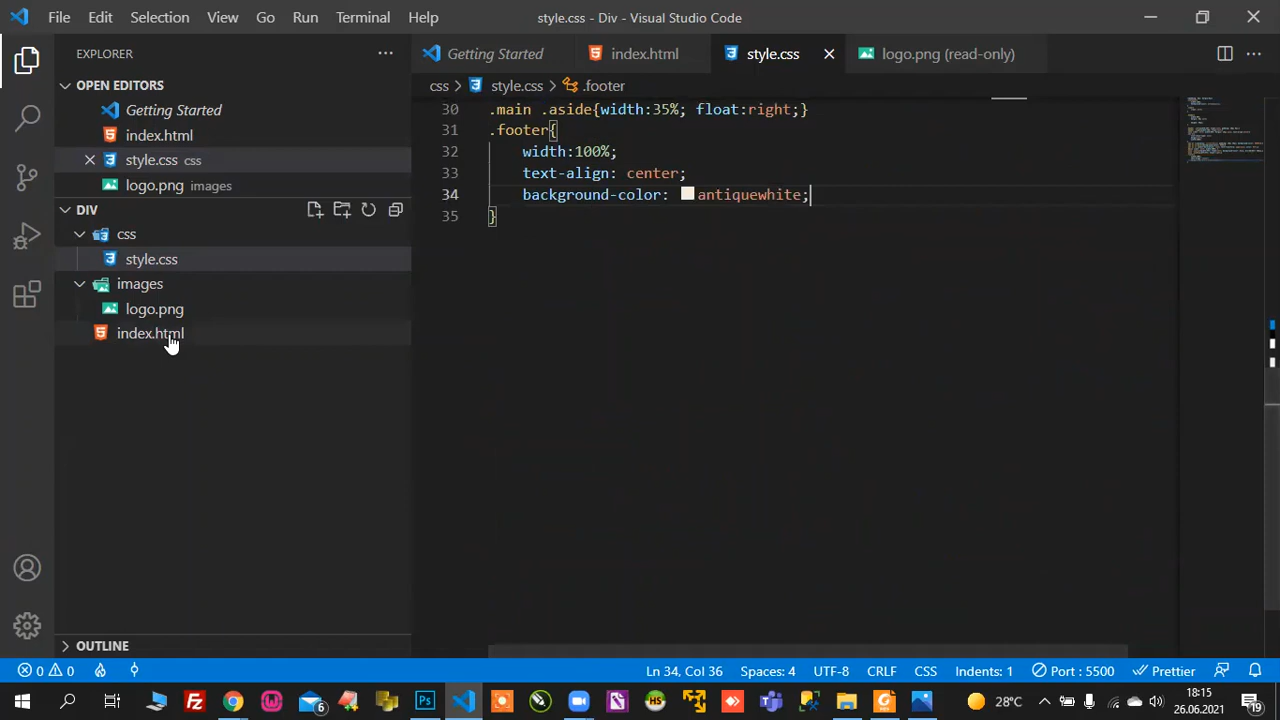 File Edit Selection View Go Run Terminal Help style.css - Div - Visual Studio Code
EXPLORER
Getting Started index.html style.css logo.png (read-only)
OPEN EDITORS
css > style.css > .footer
Getting Started
index.html
style.css css
logo.png images
DIV
css
style.css
images
logo.png
index.html
30 .main .aside{width:35%; float:right;}
31 .footer{
32 width:100%;
33 text-align: center;
34 background-color: antiquewhite;
35 }
OUTLINE
0 0 Ln 34, Col 36 Spaces: 4 UTF-8 CRLF CSS Indents: 1 Port : 5500 Prettier
6 28°C 18:15
26.06.2021 19